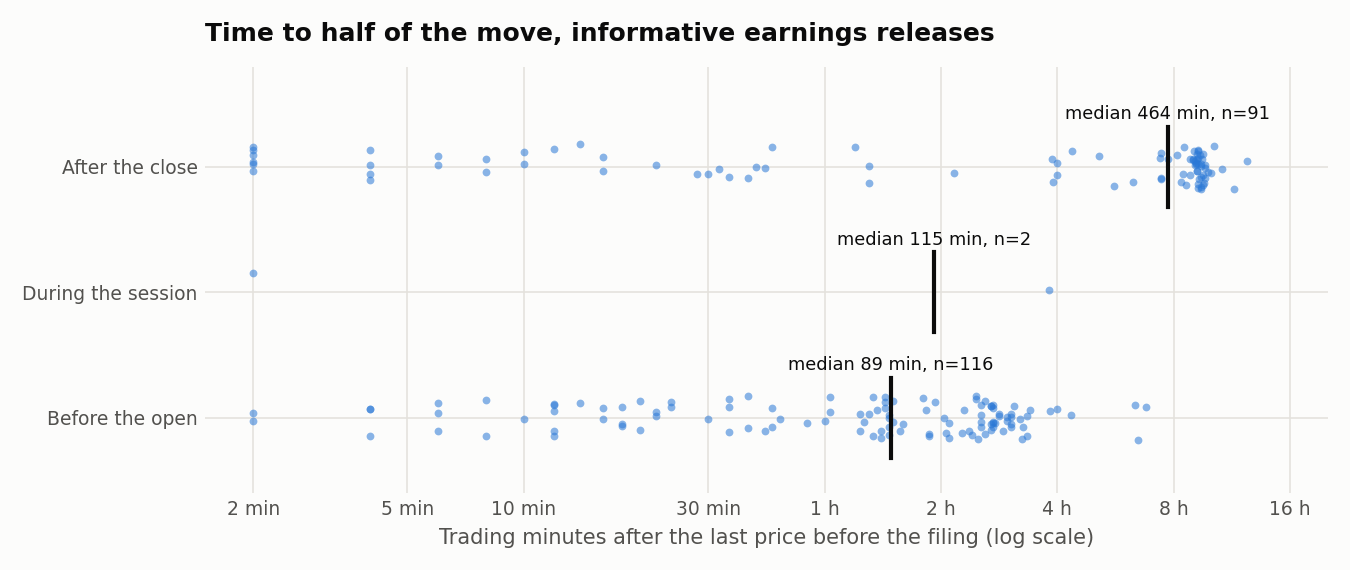 Time to half of the move, informative earnings releases
median 464 min, n=91
After the close
median 115 min, n=2
During the session
median 89 min, n=116
Before the open
2 min 5 min 10 min 30 min 1 h 2 h 4 h 8 h 16 h
Trading minutes after the last price before the filing (log scale)